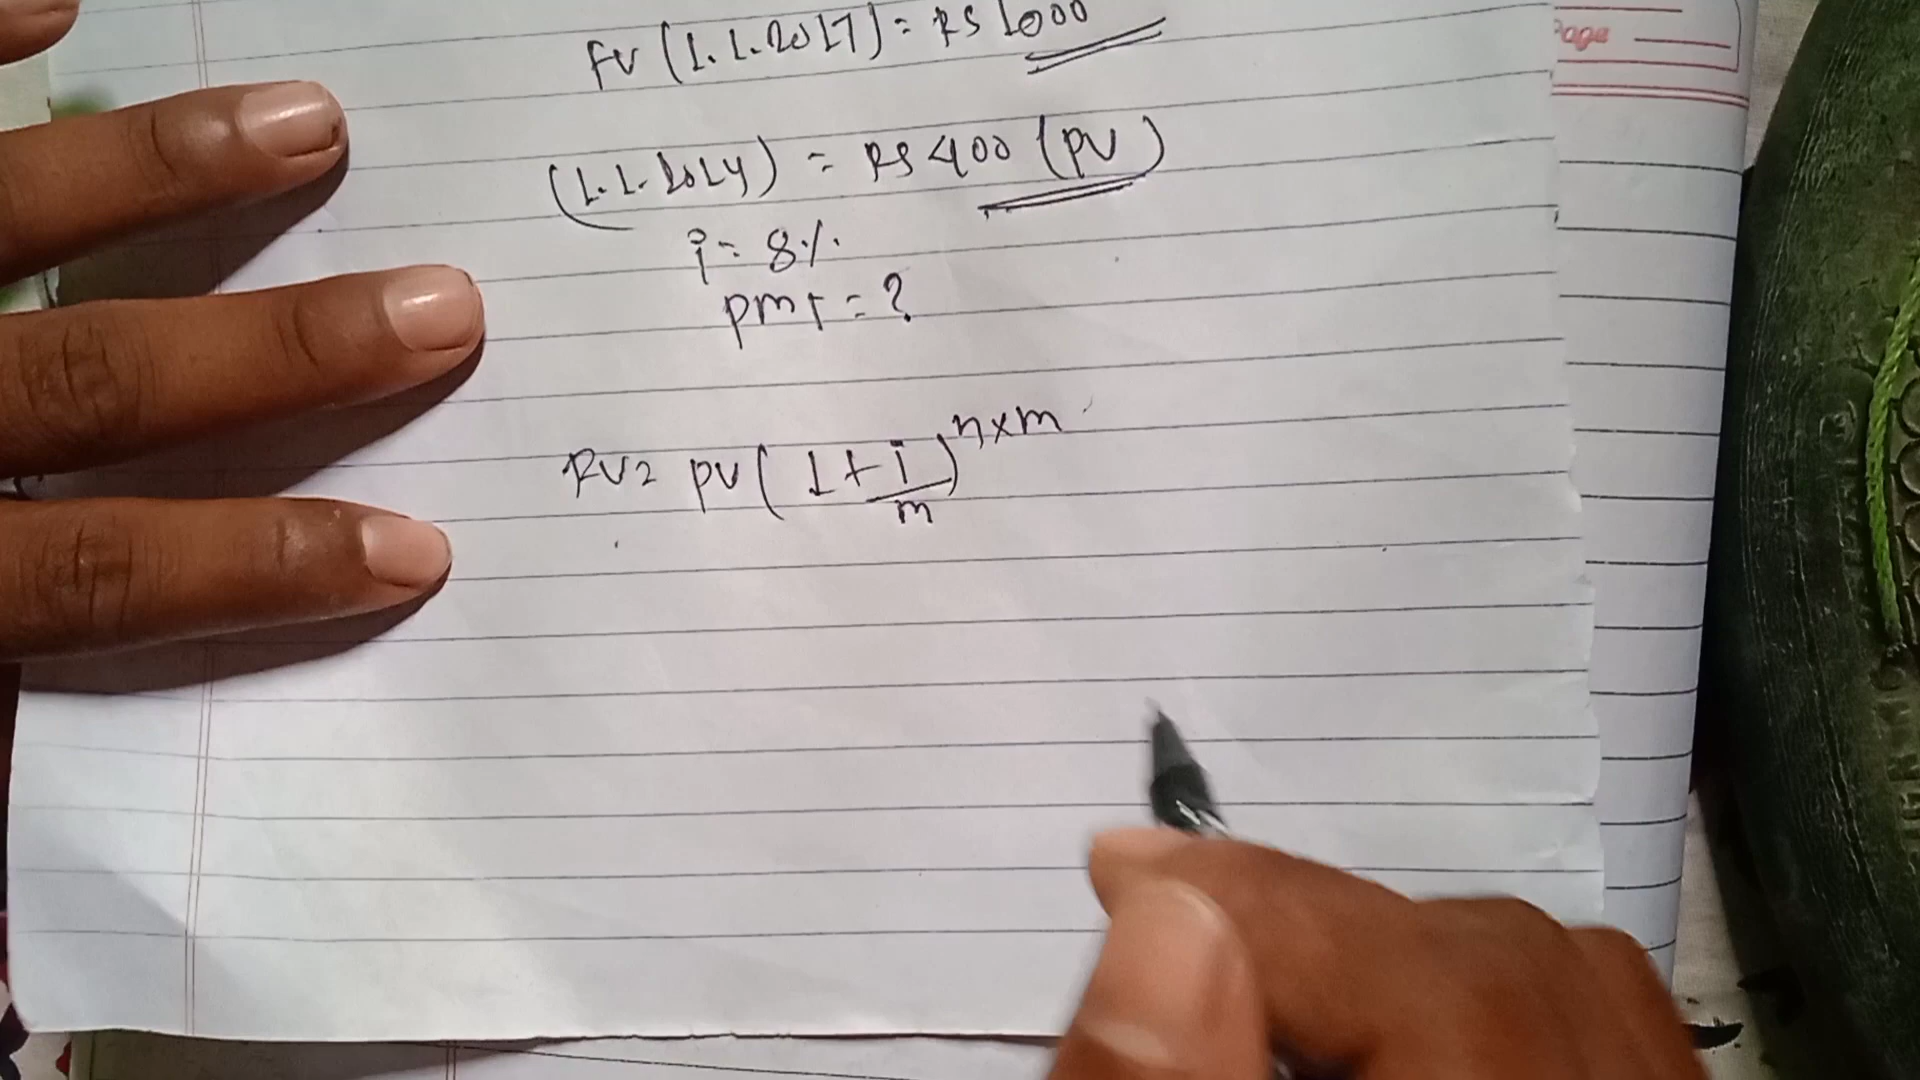 FV (1.1.2017) = RS 1000
Page
(1.1.2014) = RS 400 (PV)
i = 8%
PMT = ?
FV = PV (1 + i/m)^n×m